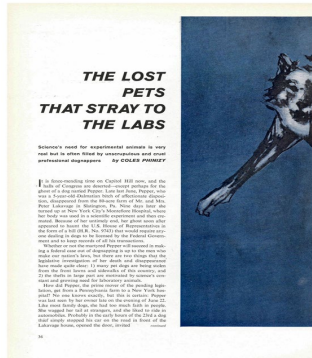 THE LOST
PETS
THAT STRAY TO
THE LABS
Science's need for experimental animals is very
real but is often filled by unscrupulous and cruel
professional dognappers by COLES PHINIZY
It is fence-mending time on Capitol Hill now, and the
halls of Congress are deserted—except perhaps for the
ghost of a dog named Pepper. Late last June, Pepper, who
was a 5-year-old Dalmatian bitch of affectionate disposi-
tion, disappeared from the 80-acre farm of Mr. and Mrs.
Peter Lakavage in Slatington, Pa. Nine days later she
turned up at New York City's Montefiore Hospital, where
her body was used in a scientific experiment and then cre-
mated. Because of her untimely end, her ghost soon after
appeared to haunt the U.S. House of Representatives in
the form of a bill (H.R. No. 9743) that would require any-
one dealing in dogs to be licensed by the Federal Govern-
ment and to keep records of all his transactions.
Whether or not the martyred Pepper will succeed in mak-
ing a federal case out of dognapping is up to the men who
make our nation's laws, but there are two things that the
legislative investigation of her death and disappearance
have made quite clear: 1) many pet dogs are being stolen
from the front lawns and sidewalks of this country, and
2) the thefts in large part are motivated by science's con-
stant and growing need for laboratory animals.
How did Pepper, the prime mover of the pending legis-
lation, get from a Pennsylvania farm to a New York hos-
pital? No one knows exactly, but this is certain: Pepper
was last seen by her owner late on the evening of June 22.
Like most family dogs, she had too much faith in people.
She wagged her tail at strangers, and she liked to ride in
automobiles. Probably in the early hours of the 23rd a dog
thief simply stopped his car on the road in front of the
Lakavage house, opened the door, invited continued
36